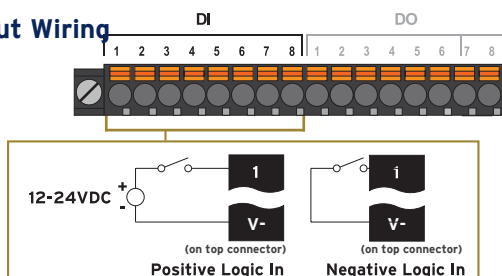 ut Wiring
DI DO
1 2 3 4 5 6 7 8 1 2 3 4 5 6 7 8
1 i
12-24VDC + -
V- V-
(on top connector) (on top connector)
Positive Logic In Negative Logic In